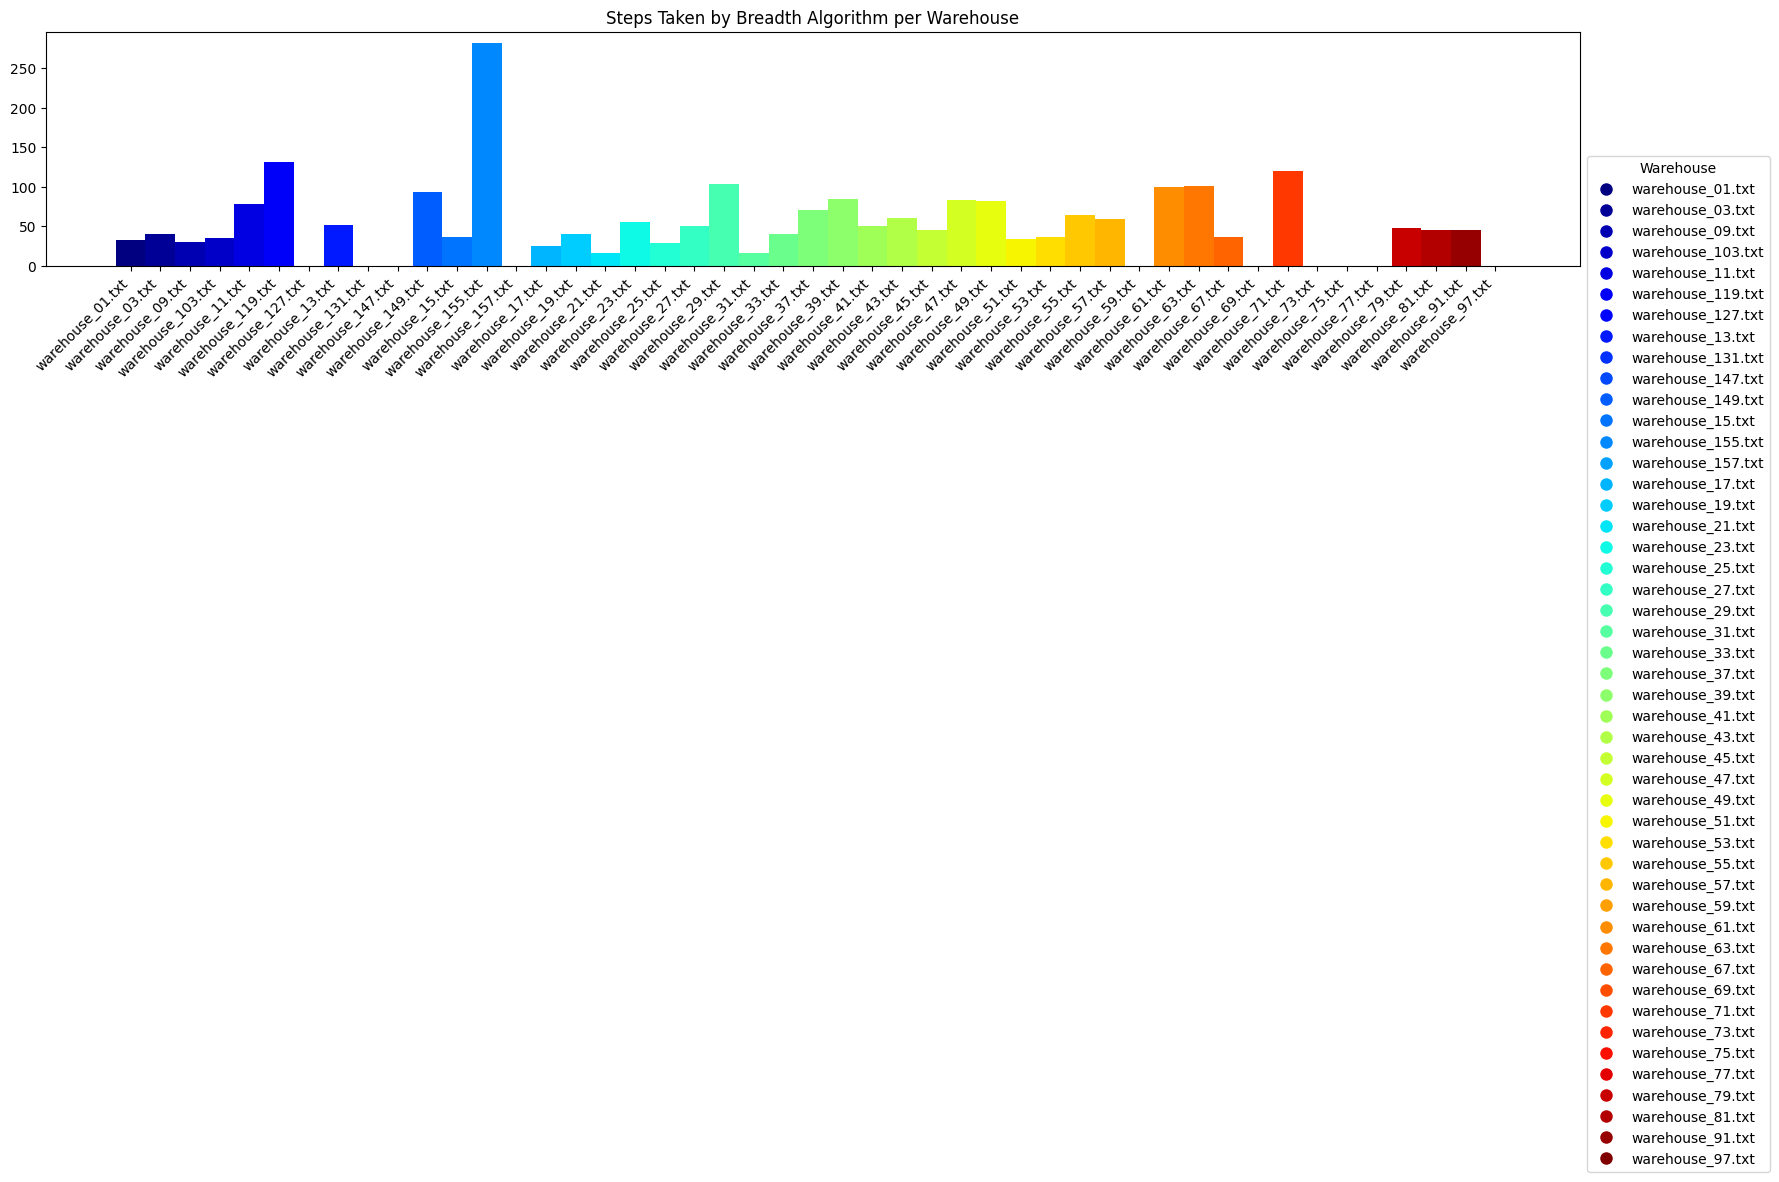 Steps Taken by Breadth Algorithm per Warehouse
250
200
150
100
50
0
warehouse_01.txt
warehouse_03.txt
warehouse_09.txt
warehouse_103.txt
warehouse_11.txt
warehouse_119.txt
warehouse_127.txt
warehouse_13.txt
warehouse_131.txt
warehouse_147.txt
warehouse_149.txt
warehouse_15.txt
warehouse_155.txt
warehouse_157.txt
warehouse_17.txt
warehouse_19.txt
warehouse_21.txt
warehouse_23.txt
warehouse_25.txt
warehouse_27.txt
warehouse_29.txt
warehouse_31.txt
warehouse_33.txt
warehouse_37.txt
warehouse_39.txt
warehouse_41.txt
warehouse_43.txt
warehouse_45.txt
warehouse_47.txt
warehouse_49.txt
warehouse_51.txt
warehouse_53.txt
warehouse_55.txt
warehouse_57.txt
warehouse_59.txt
warehouse_61.txt
warehouse_63.txt
warehouse_67.txt
warehouse_69.txt
warehouse_71.txt
warehouse_73.txt
warehouse_75.txt
warehouse_77.txt
warehouse_79.txt
warehouse_81.txt
warehouse_91.txt
warehouse_97.txt
Warehouse
warehouse_01.txt
warehouse_03.txt
warehouse_09.txt
warehouse_103.txt
warehouse_11.txt
warehouse_119.txt
warehouse_127.txt
warehouse_13.txt
warehouse_131.txt
warehouse_147.txt
warehouse_149.txt
warehouse_15.txt
warehouse_155.txt
warehouse_157.txt
warehouse_17.txt
warehouse_19.txt
warehouse_21.txt
warehouse_23.txt
warehouse_25.txt
warehouse_27.txt
warehouse_29.txt
warehouse_31.txt
warehouse_33.txt
warehouse_37.txt
warehouse_39.txt
warehouse_41.txt
warehouse_43.txt
warehouse_45.txt
warehouse_47.txt
warehouse_49.txt
warehouse_51.txt
warehouse_53.txt
warehouse_55.txt
warehouse_57.txt
warehouse_59.txt
warehouse_61.txt
warehouse_63.txt
warehouse_67.txt
warehouse_69.txt
warehouse_71.txt
warehouse_73.txt
warehouse_75.txt
warehouse_77.txt
warehouse_79.txt
warehouse_81.txt
warehouse_91.txt
warehouse_97.txt